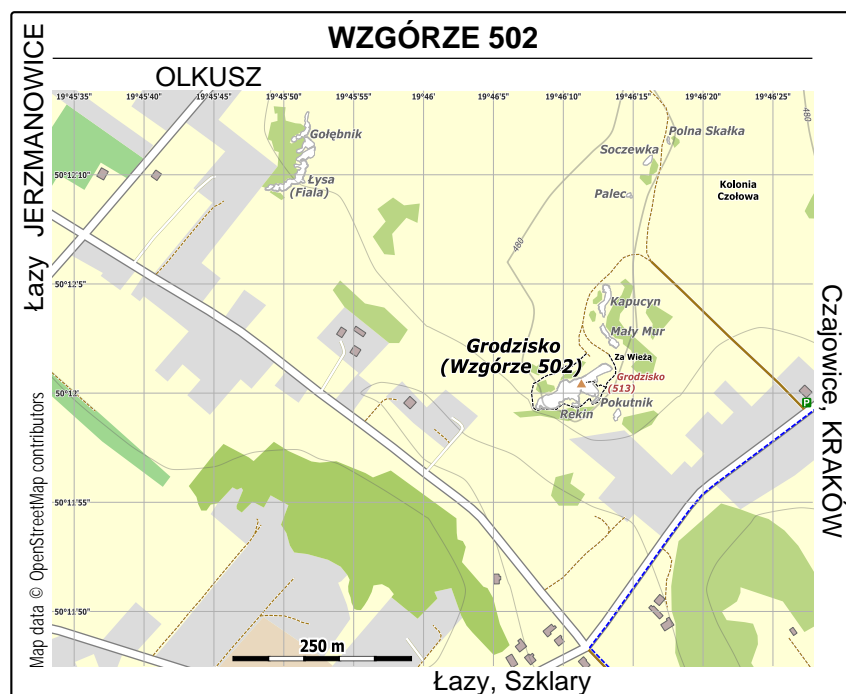 WZGÓRZE 502
OLKUSZ
Łazy JERZMANOWICE
19°45'35" 19°45'40" 19°45'45" 19°45'50" 19°45'55" 19°46' 19°46'5" 19°46'10" 19°46'15" 19°46'20" 19°46'25"
480
Gołębnik
Polna Skałka
Soczewka
50°12'10"
Łysa
(Fiala)
Palec
Kolonia
Czołowa
480
50°12'5"
Kapucyn
Mały Mur
Grodzisko
(Wzgórze 502)
Za Wieżą
Grodzisko
(513)
50°12'
Pokutnik
Rękin
P
Czajowice, KRAKÓW
50°11'55"
50°11'50"
250 m
Map data © OpenStreetMap contributors
Łazy, Szklary